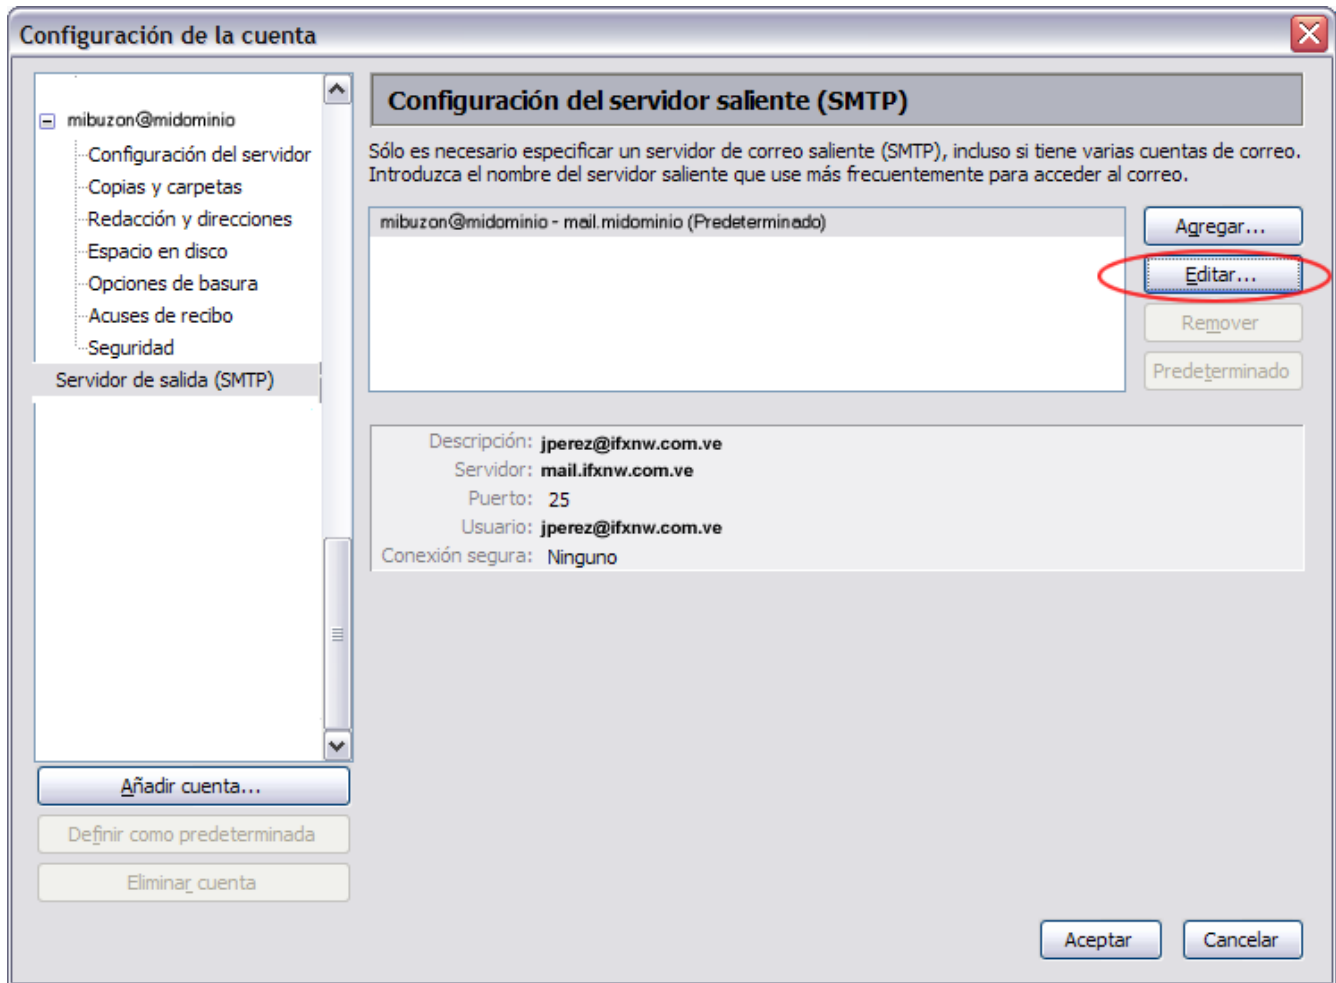 Configuración de la cuenta
mibuzon@midominio
Configuración del servidor
Copias y carpetas
Redacción y direcciones
Espacio en disco
Opciones de basura
Acuses de recibo
Seguridad
Servidor de salida (SMTP)
Añadir cuenta...
Definir como predeterminada
Eliminar cuenta
Configuración del servidor saliente (SMTP)
Sólo es necesario especificar un servidor de correo saliente (SMTP), incluso si tiene varias cuentas de correo.
Introduzca el nombre del servidor saliente que use más frecuentemente para acceder al correo.
mibuzon@midominio - mail.midominio (Predeterminado)
Agregar...
Editar...
Remover
Predeterminado
Descripción: jperez@ifxnw.com.ve
Servidor: mail.ifxnw.com.ve
Puerto: 25
Usuario: jperez@ifxnw.com.ve
Conexión segura: Ninguno
Aceptar
Cancelar